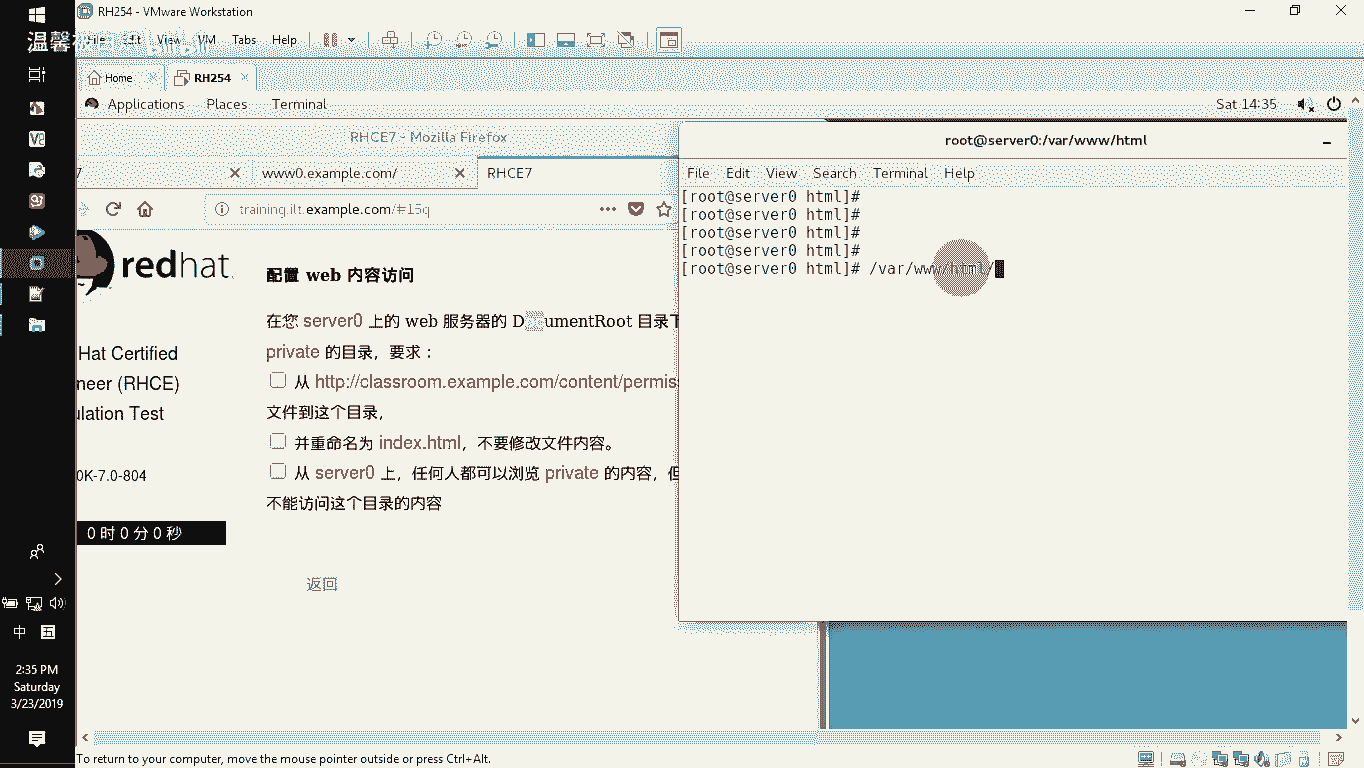 RH254 - VMware Workstation
温馨
Edit View VM Tabs Help
Home RH254
Applications Places Terminal Sat 14:35
RHCE7 - Mozilla Firefox
7 www0.example.com/ RHCE7
training.ilt.example.com/#15q
redhat.
Hat Certified
neer (RHCE)
ulation Test
0K-7.0-804
0 时 0 分 0 秒
配置 web 内容访问
在您 server0 上的 web 服务器的 D umentRoot 目录下
private 的目录，要求：
从 http://classroom.example.com/content/permis
文件到这个目录，
并重命名为 index.html，不要修改文件内容。
从 server0 上，任何人都可以浏览 private 的内容，但
不能访问这个目录的内容
返回
root@server0:/var/www/html
File Edit View Search Terminal Help
[root@server0 html]#
[root@server0 html]#
[root@server0 html]#
[root@server0 html]#
[root@server0 html]# /var/www/html/
中 五
2:35 PM
Saturday
3/23/2019
To return to your computer, move the mouse pointer outside or press Ctrl+Alt.